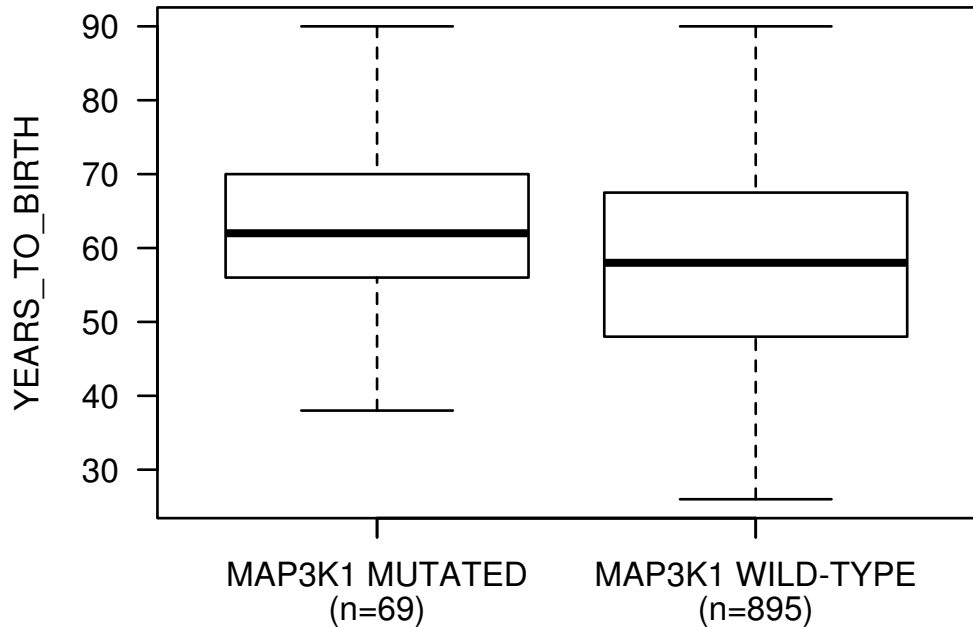 YEARS_TO_BIRTH
90
80
70
60
50
40
30
MAP3K1 MUTATED
(n=69)
MAP3K1 WILD-TYPE
(n=895)